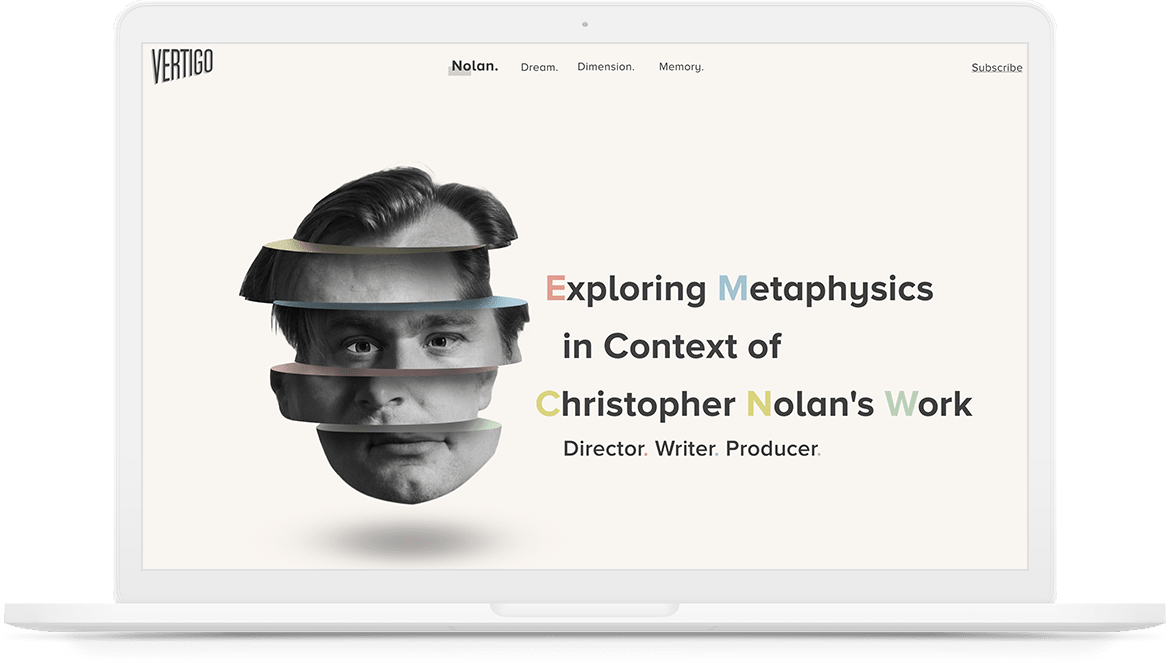 VERTIGO
Nolan. Dream. Dimension. Memory. Subscribe
Exploring Metaphysics
in Context of
Christopher Nolan's Work
Director. Writer. Producer.